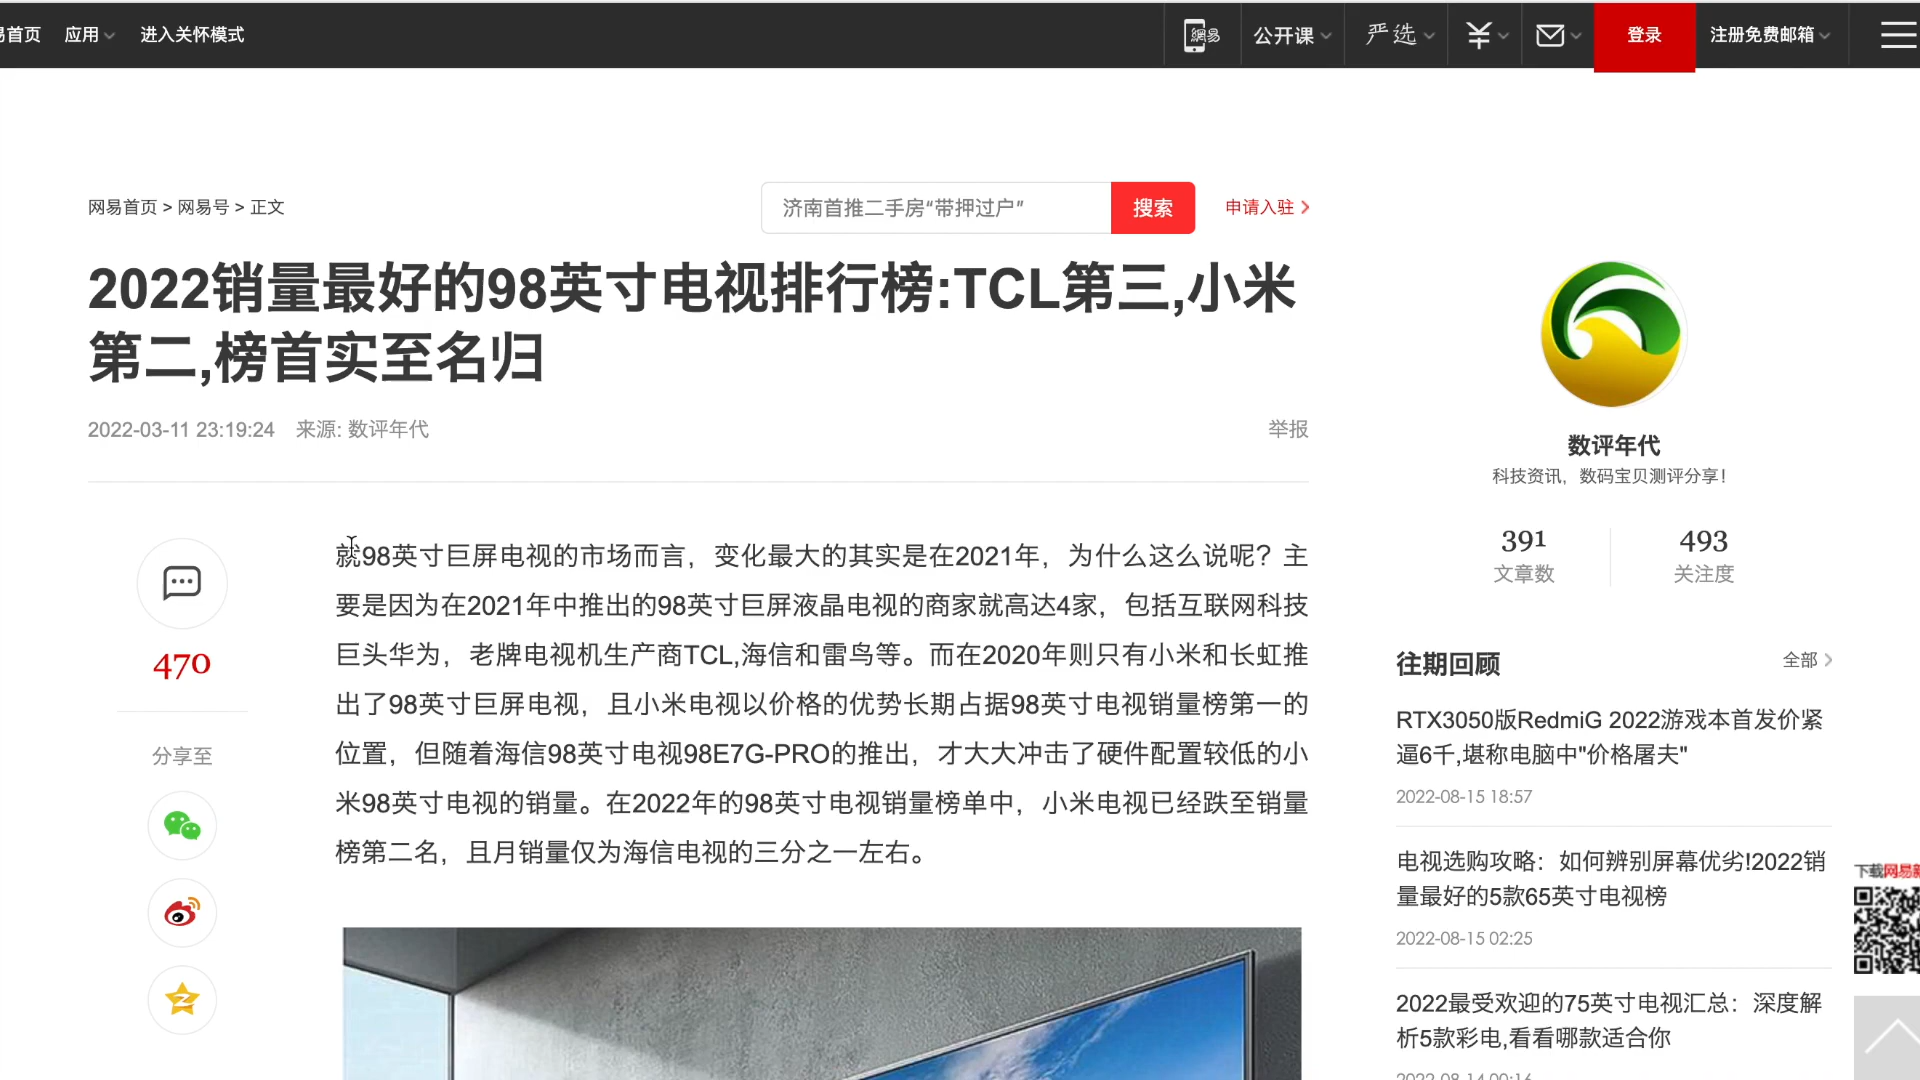 易首页 应用 进入关怀模式 網易 公开课 严选 登录 注册免费邮箱
网易首页 > 网易号 > 正文
济南首推二手房“带押过户” 搜索 申请入驻
2022销量最好的98英寸电视排行榜:TCL第三,小米
第二,榜首实至名归
2022-03-11 23:19:24 来源: 数评年代 举报
470
分享至
就98英寸巨屏电视的市场而言，变化最大的其实是在2021年，为什么这么说呢？主
要是因为在2021年中推出的98英寸巨屏液晶电视的商家就高达4家，包括互联网科技
巨头华为，老牌电视机生产商TCL,海信和雷鸟等。而在2020年则只有小米和长虹推
出了98英寸巨屏电视，且小米电视以价格的优势长期占据98英寸电视销量榜第一的
位置，但随着海信98英寸电视98E7G-PRO的推出，才大大冲击了硬件配置较低的小
米98英寸电视的销量。在2022年的98英寸电视销量榜单中，小米电视已经跌至销量
榜第二名，且月销量仅为海信电视的三分之一左右。
数评年代
科技资讯，数码宝贝测评分享！
391 493
文章数 关注度
往期回顾 全部
RTX3050版RedmiG 2022游戏本首发价紧
逼6千,堪称电脑中"价格屠夫"
2022-08-15 18:57
电视选购攻略：如何辨别屏幕优劣!2022销
量最好的5款65英寸电视榜
2022-08-15 02:25
2022最受欢迎的75英寸电视汇总：深度解
析5款彩电,看看哪款适合你
2022-08-14 00:16
下载网易新